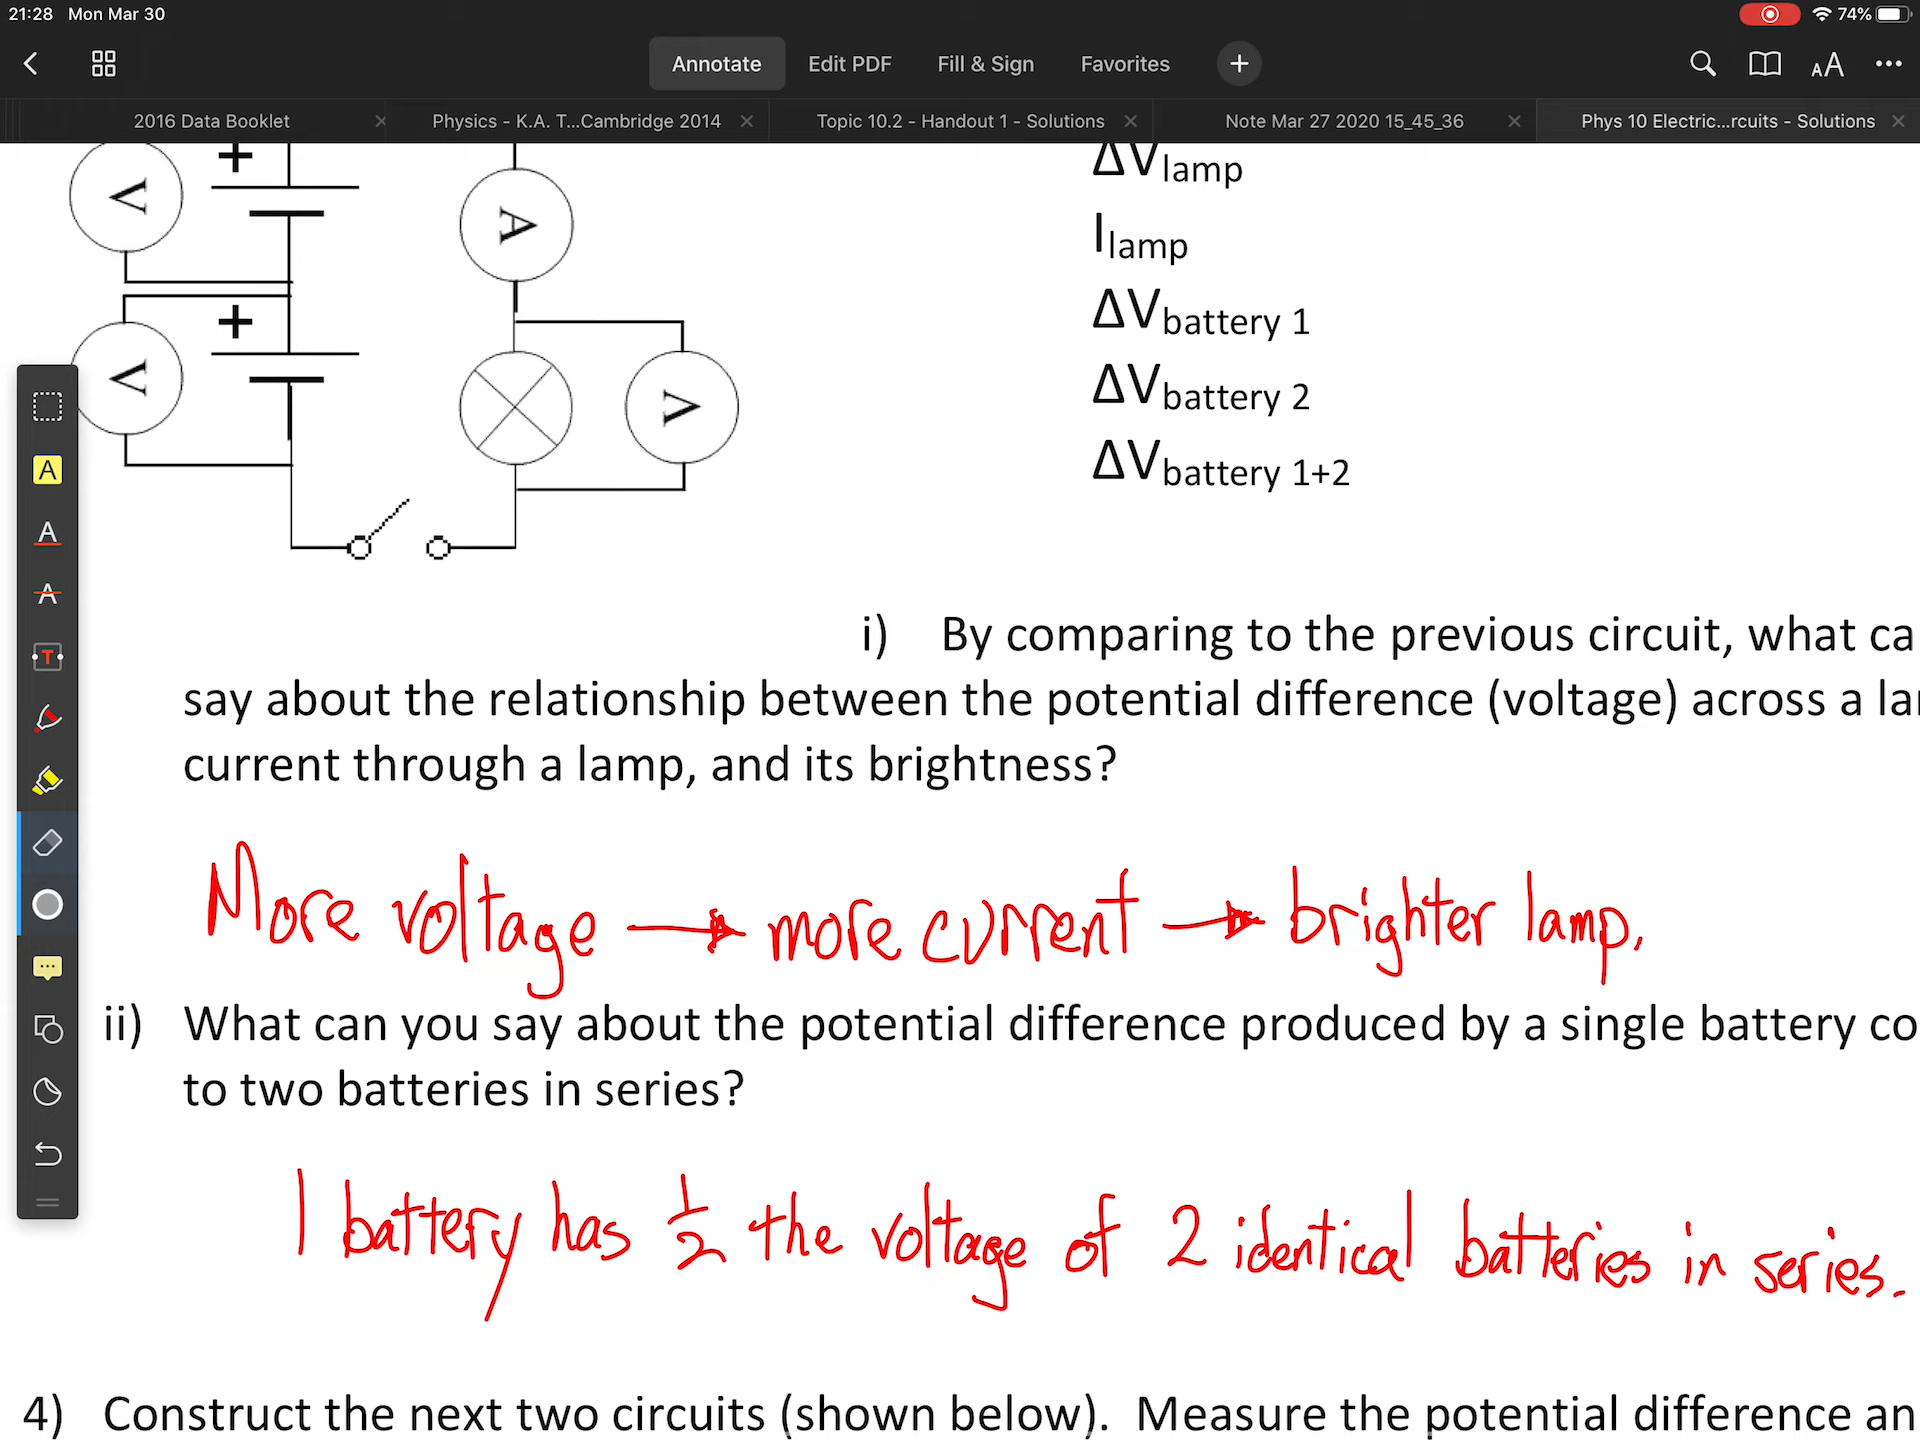 21:28 Mon Mar 30 74%
Annotate Edit PDF Fill & Sign Favorites + AA
2016 Data Booklet Physics - K.A. T...Cambridge 2014 Topic 10.2 - Handout 1 - Solutions Note Mar 27 2020 15_45_36 Phys 10 Electric...rcuits - Solutions
V + A
V + V
ΔVlamp
Ilamp
ΔVbattery 1
ΔVbattery 2
ΔVbattery 1+2
i) By comparing to the previous circuit, what ca
say about the relationship between the potential difference (voltage) across a la
current through a lamp, and its brightness?
More voltage → more current → brighter lamp.
ii) What can you say about the potential difference produced by a single battery co
to two batteries in series?
1 battery has 1/2 the voltage of 2 identical batteries in series.
4) Construct the next two circuits (shown below). Measure the potential difference an
A
A
A
T